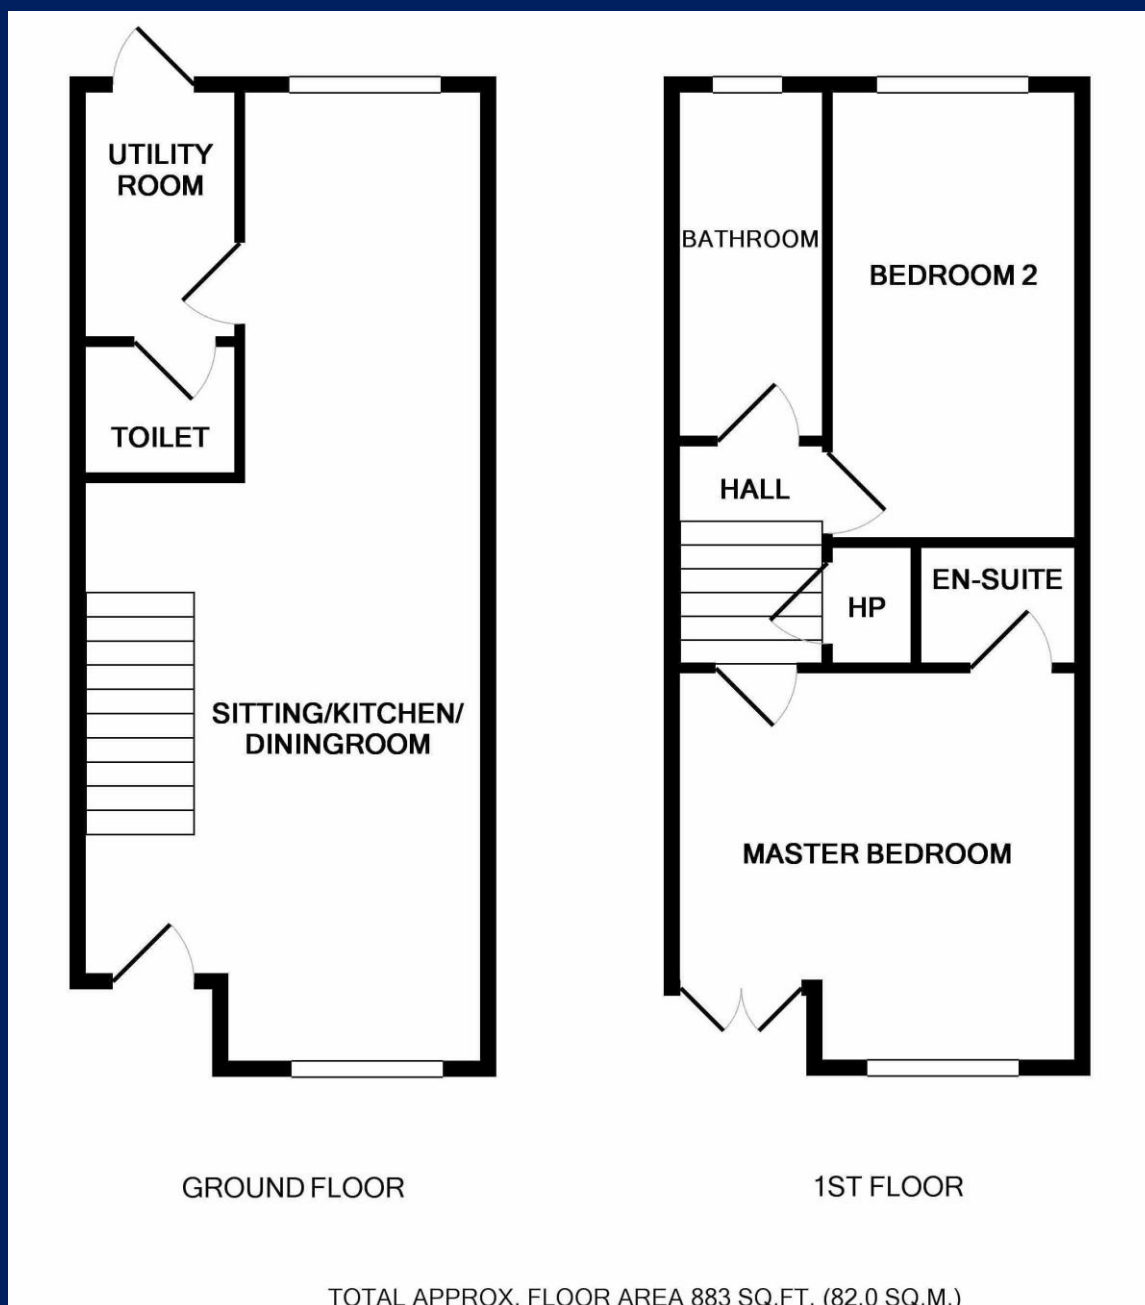 UTILITY
ROOM
TOILET
SITTING/KITCHEN/
DININGROOM
GROUND FLOOR
BATHROOM
BEDROOM 2
HALL
HP
EN-SUITE
MASTER BEDROOM
1ST FLOOR
TOTAL APPROX. FLOOR AREA 883 SQ.FT. (82.0 SQ.M.)